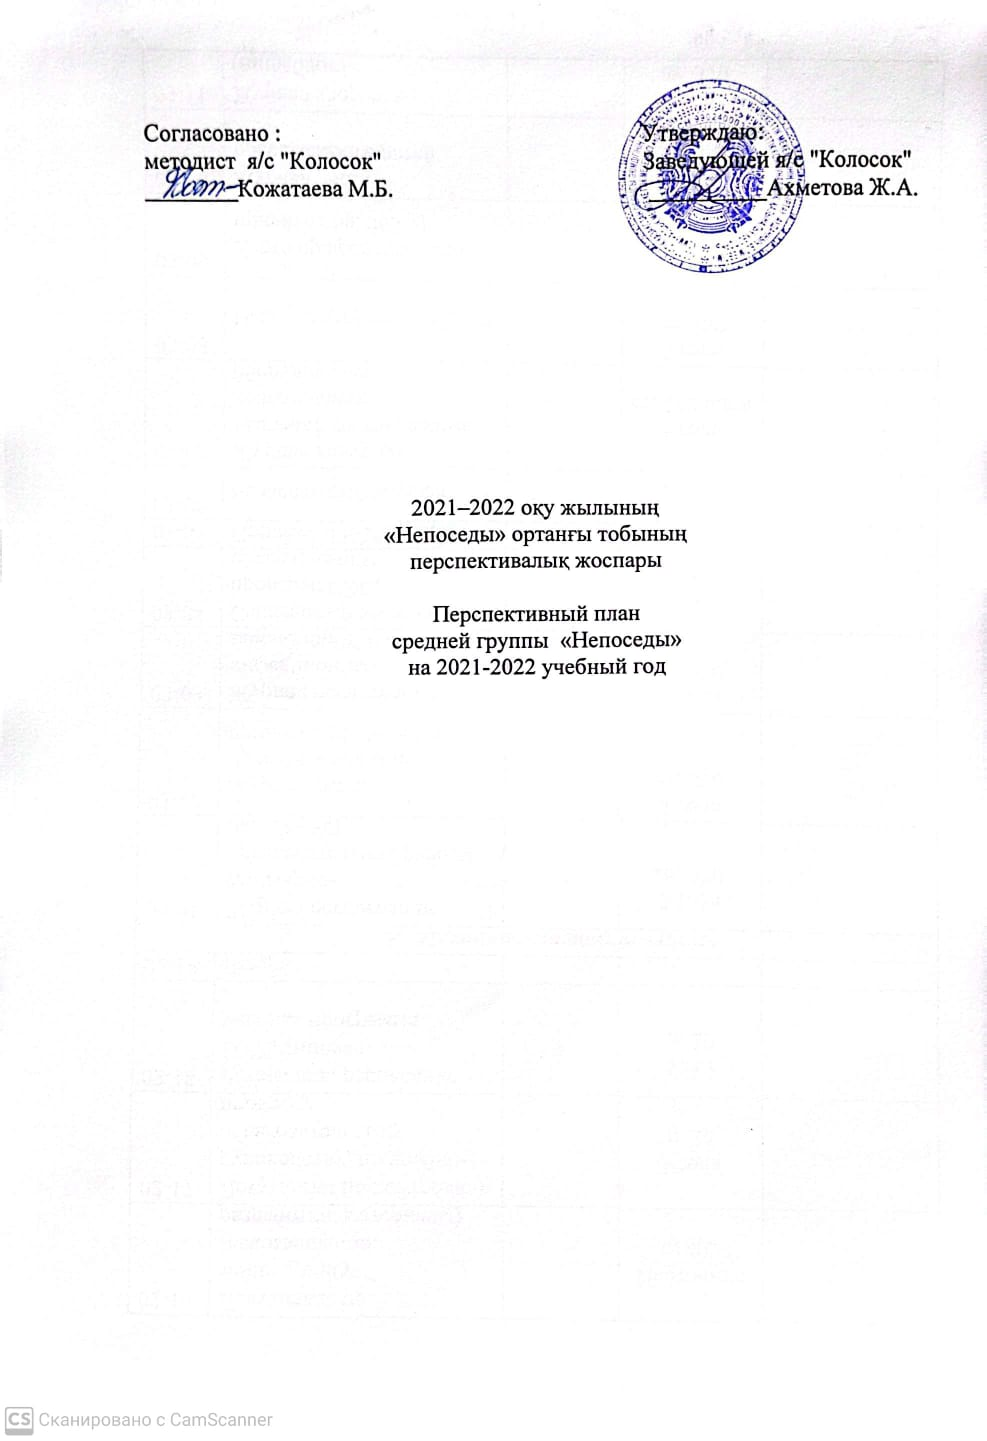 Согласовано :
методист я/с "Колосок"
Кожатаева М.Б.
Утверждаю:
Заведующей я/с "Колосок"
Ахметова Ж.А.
2021–2022 оқу жылының
«Непоседы» ортанғы тобының
перспективалық жоспары
Перспективный план
средней группы «Непоседы»
на 2021-2022 учебный год
CS Сканировано с CamScanner